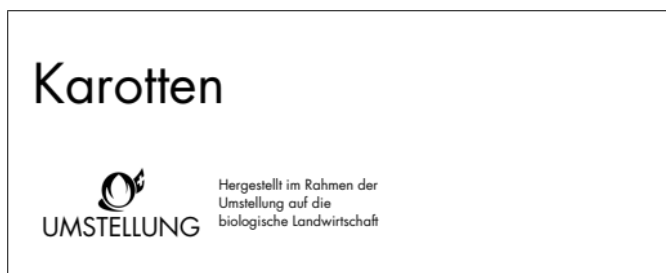 Karotten
UMSTELLUNG
Hergestellt im Rahmen der
Umstellung auf die
biologische Landwirtschaft